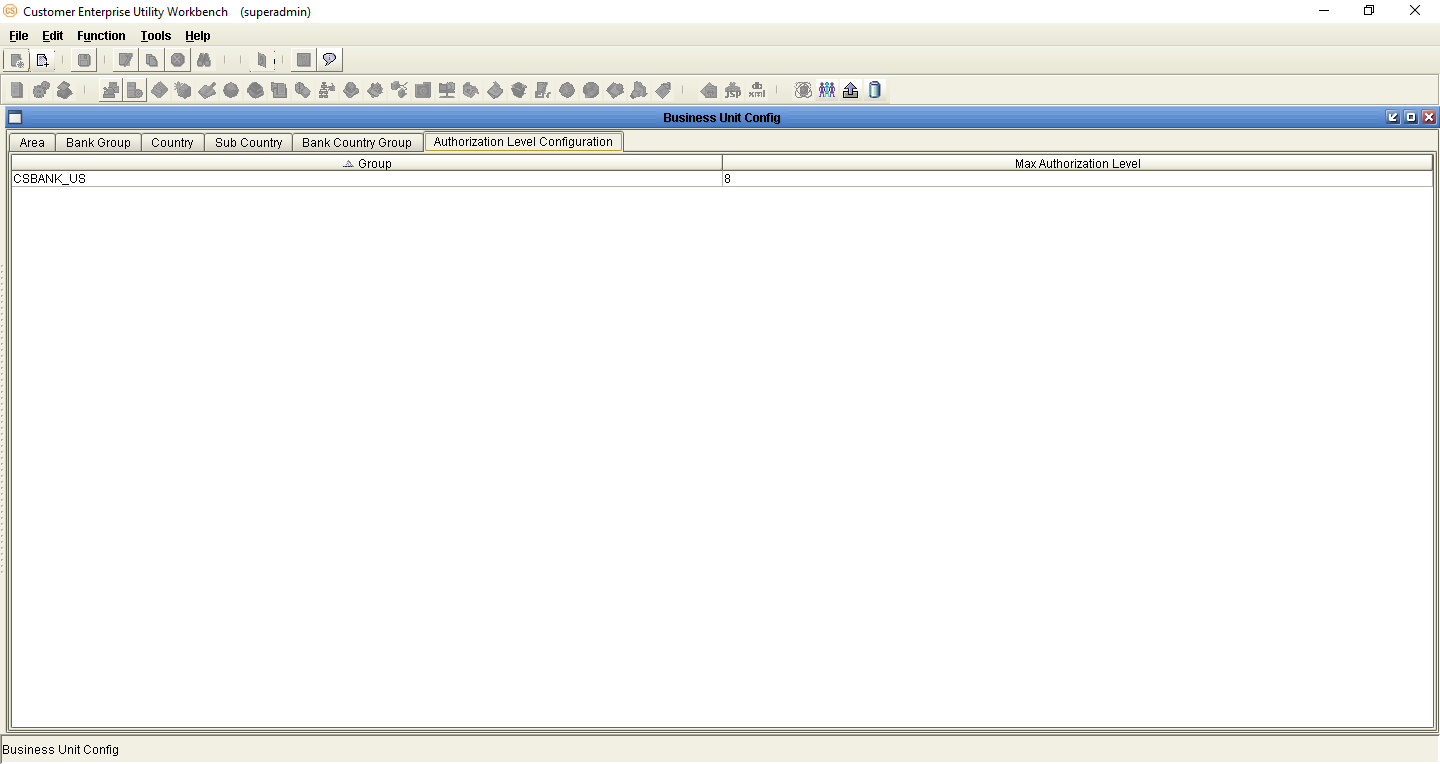 CS Customer Enterprise Utility Workbench (superadmin)
File Edit Function Tools Help
jsp xml
Business Unit Config
Area Bank Group Country Sub Country Bank Country Group Authorization Level Configuration
Group Max Authorization Level
CSBANK_US 8
Business Unit Config